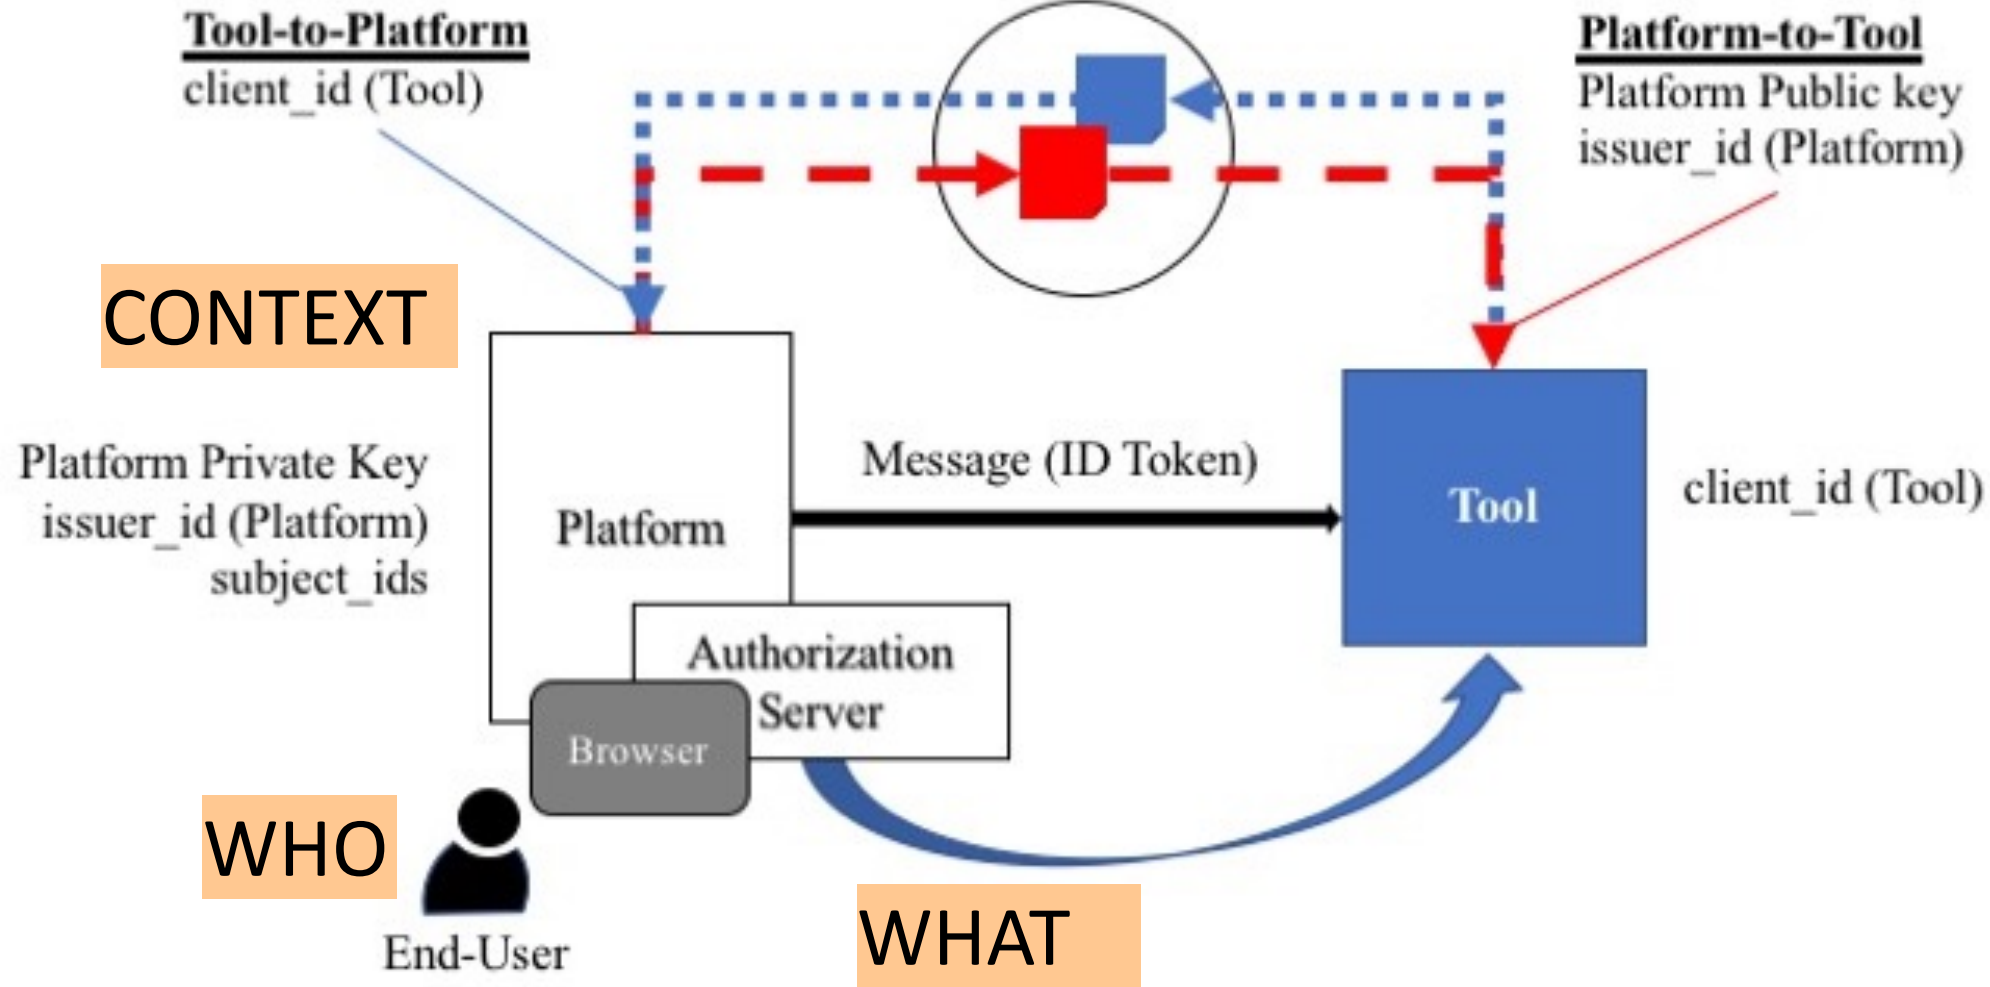 Tool-to-Platform
client_id (Tool)
Platform-to-Tool
Platform Public key
issuer_id (Platform)
CONTEXT
Platform Private Key
issuer_id (Platform)
subject_ids
Platform
Message (ID Token)
Tool
client_id (Tool)
Authorization
Server
Browser
WHO
End-User
WHAT